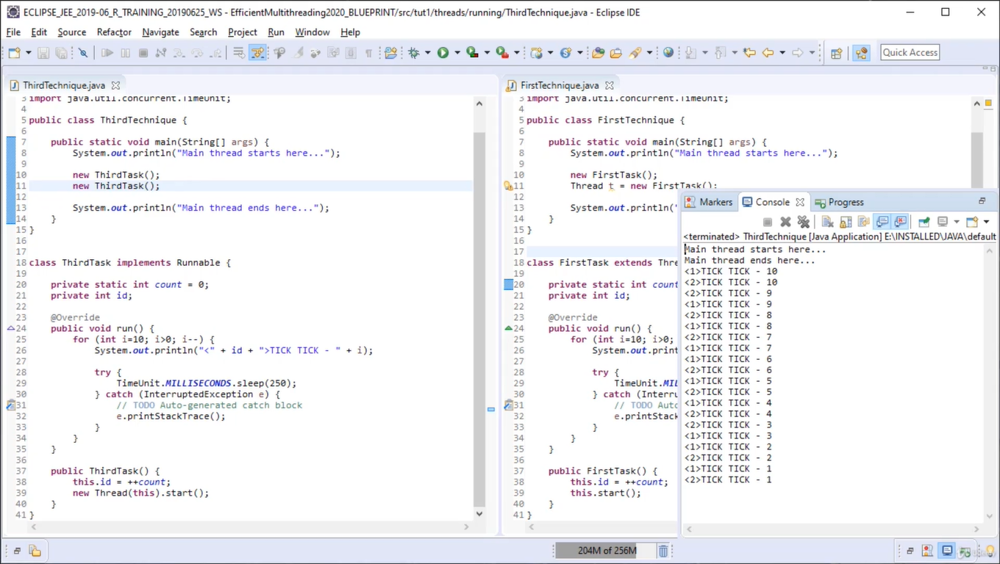 ECLIPSE_JEE_2019-06_R_TRAINING_20190625_WS - EfficientMultithreading2020_BLUEPRINT/src/tut1/threads/running/ThirdTechnique.java - Eclipse IDE
File Edit Source Refactor Navigate Search Project Run Window Help
Quick Access
ThirdTechnique.java
3 import java.util.concurrent.TimeUnit;
4
5 public class ThirdTechnique {
6
7     public static void main(String[] args) {
8         System.out.println("Main thread starts here...");
9
10         new ThirdTask();
11         new ThirdTask();
12
13         System.out.println("Main thread ends here...");
14     }
15 }
16
17
18 class ThirdTask implements Runnable {
19
20     private static int count = 0;
21     private int id;
22
23     @Override
24     public void run() {
25         for (int i=10; i>0; i--) {
26             System.out.println("<" + id + ">TICK TICK - " + i);
27
28             try {
29                 TimeUnit.MILLISECONDS.sleep(250);
30             } catch (InterruptedException e) {
31                 // TODO Auto-generated catch block
32                 e.printStackTrace();
33             }
34         }
35     }
36
37     public ThirdTask() {
38         this.id = ++count;
39         new Thread(this).start();
40     }
41 }
FirstTechnique.java
3 import java.util.concurrent.TimeUnit;
4
5 public class FirstTechnique {
6
7     public static void main(String[] args) {
8         System.out.println("Main thread starts here...");
9
10         new FirstTask();
11         Thread t = new FirstTask();
12
13         System.out.println("
14     }
15 }
16
17
18 class FirstTask extends Thre
19
20     private static int count
21     private int id;
22
23     @Override
24     public void run() {
25         for (int i=10; i>0;
26             System.out.print
27
28             try {
29                 TimeUnit.MILL
30             } catch (Interru
31                 // TODO Auto
32                 e.printStack
33             }
34         }
35     }
36
37     public FirstTask() {
38         this.id = ++count;
39         this.start();
40     }
41 }
Markers Console Progress
<terminated> ThirdTechnique [Java Application] E:\INSTALLED\JAVA\default
Main thread starts here...
Main thread ends here...
<1>TICK TICK - 10
<2>TICK TICK - 10
<2>TICK TICK - 9
<1>TICK TICK - 9
<2>TICK TICK - 8
<1>TICK TICK - 8
<2>TICK TICK - 7
<1>TICK TICK - 7
<1>TICK TICK - 6
<2>TICK TICK - 6
<1>TICK TICK - 5
<2>TICK TICK - 5
<1>TICK TICK - 4
<2>TICK TICK - 4
<2>TICK TICK - 3
<1>TICK TICK - 3
<1>TICK TICK - 2
<2>TICK TICK - 2
<1>TICK TICK - 1
<2>TICK TICK - 1
204M of 256M